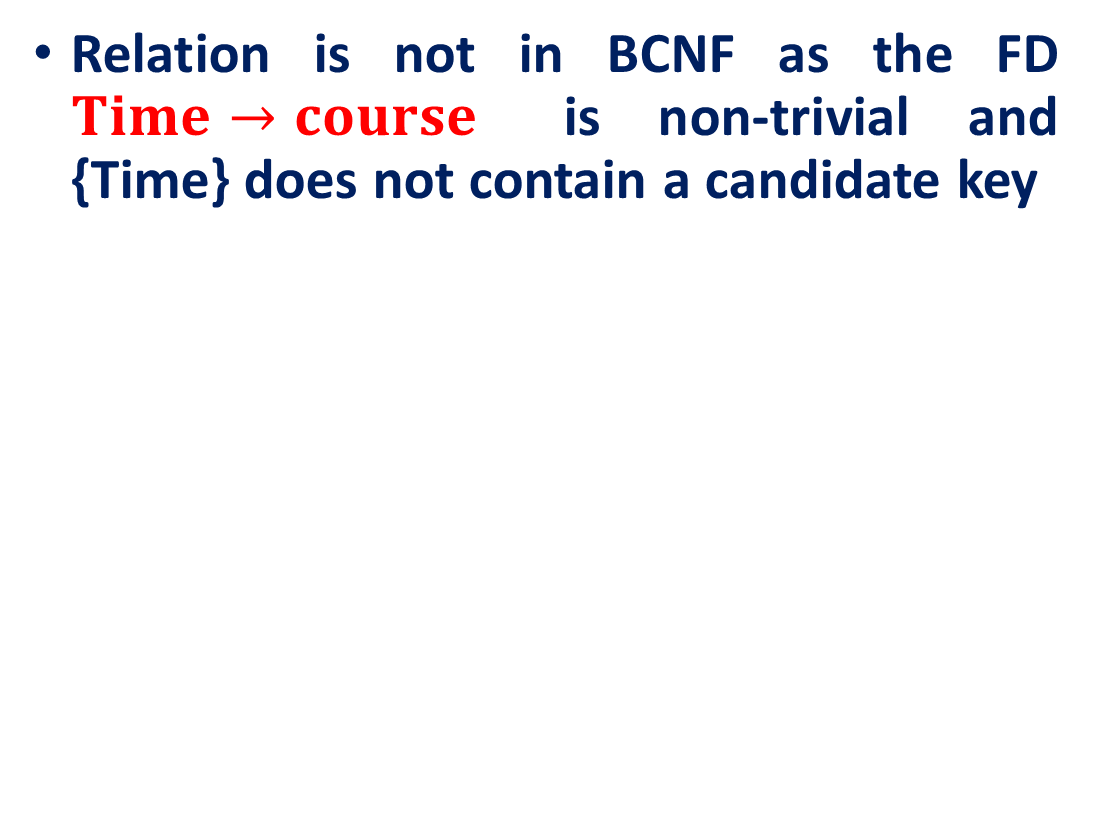 • Relation is not in BCNF as the FD
Time → course is non-trivial and
{Time} does not contain a candidate key